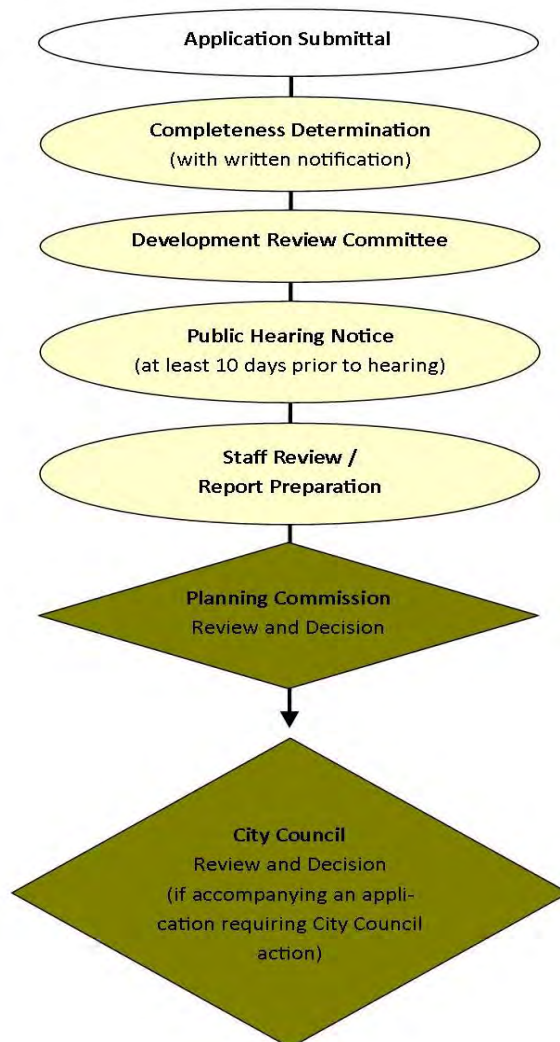 Application Submittal
Completeness Determination
(with written notification)
Development Review Committee
Public Hearing Notice
(at least 10 days prior to hearing)
Staff Review /
Report Preparation
Planning Commission
Review and Decision
City Council
Review and Decision
(if accompanying an appli-
cation requiring City Council
action)